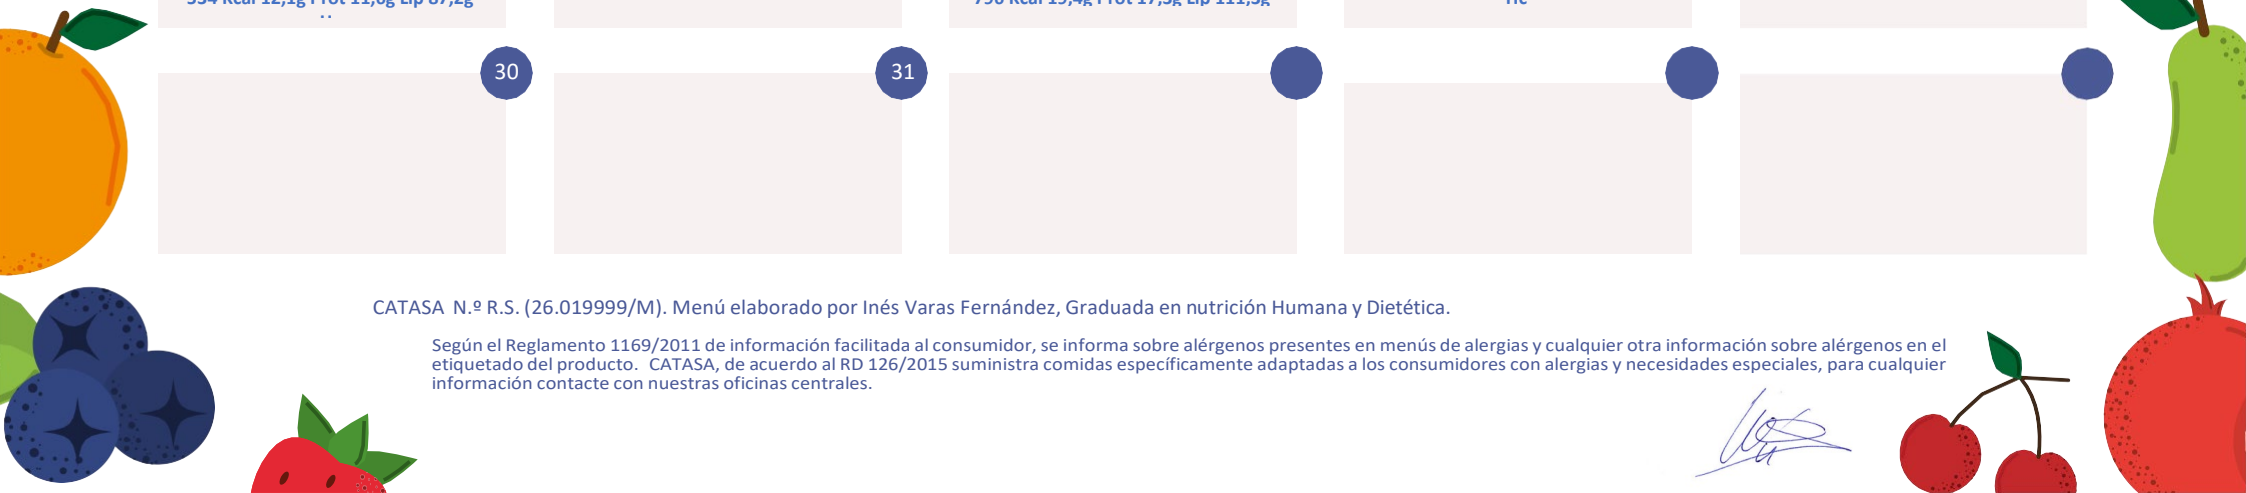 30
31
CATASA N.º R.S. (26.019999/M). Menú elaborado por Inés Varas Fernández, Graduada en nutrición Humana y Dietética.
Según el Reglamento 1169/2011 de información facilitada al consumidor, se informa sobre alérgenos presentes en menús de alergias y cualquier otra información sobre alérgenos en el
etiquetado del producto. CATASA, de acuerdo al RD 126/2015 suministra comidas específicamente adaptadas a los consumidores con alergias y necesidades especiales, para cualquier
información contacte con nuestras oficinas centrales.